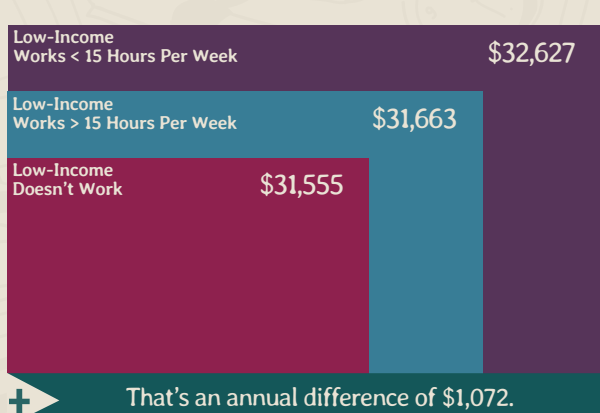 Low-Income
Works < 15 Hours Per Week
$32,627
Low-Income
Works > 15 Hours Per Week
$31,663
Low-Income
Doesn't Work
$31,555
+
That's an annual difference of $1,072.